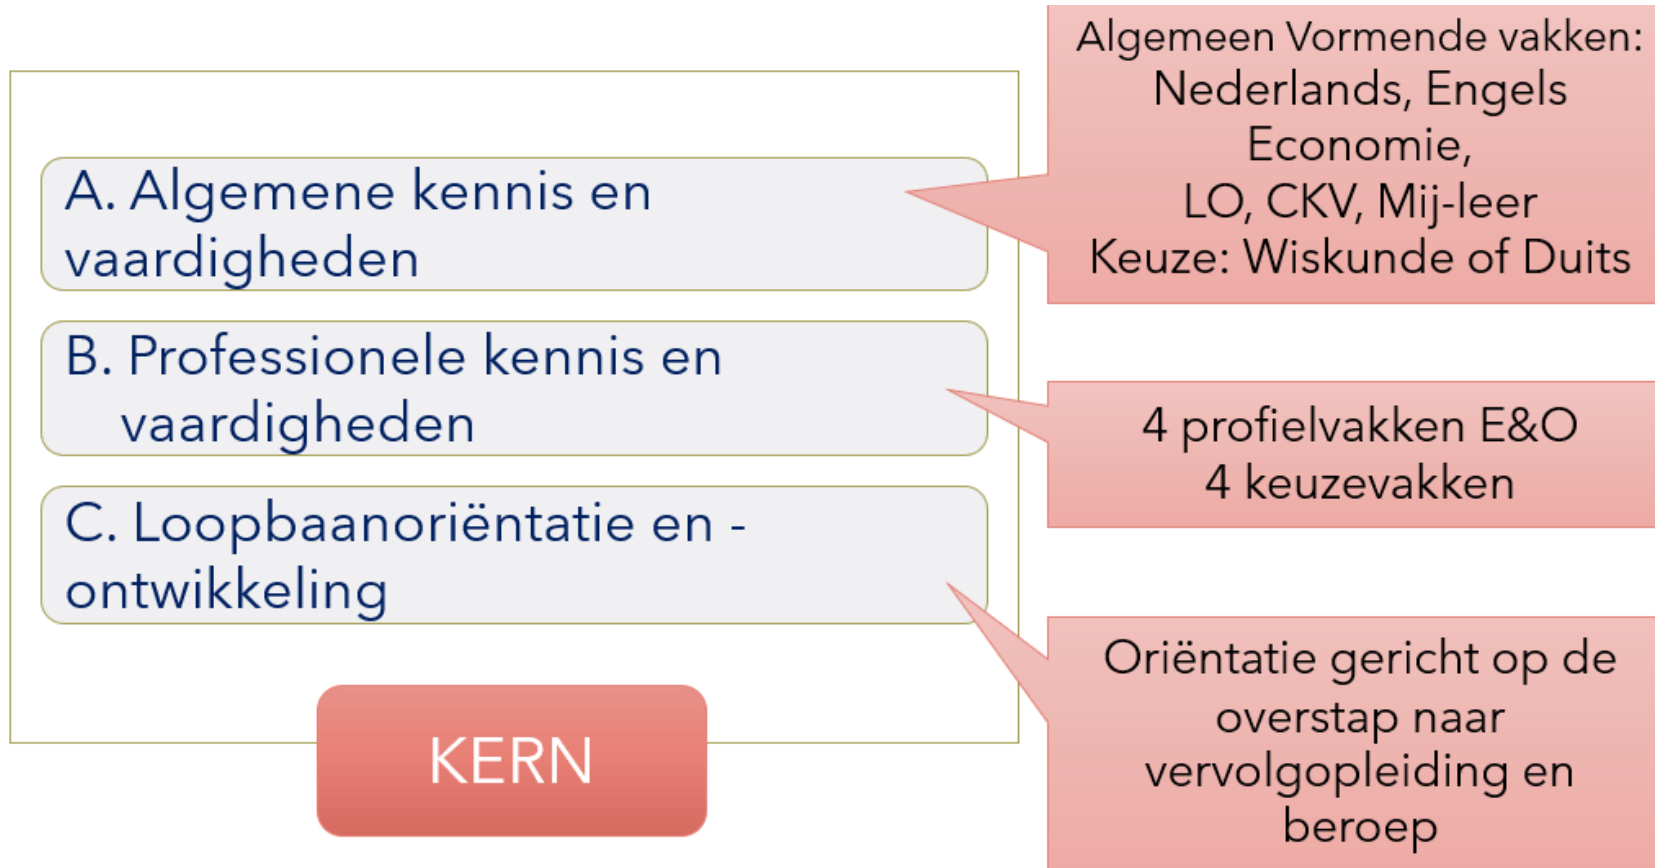 Algemeen Vormende vakken:
Nederlands, Engels
Economie,
LO, CKV, Mij-leer
Keuze: Wiskunde of Duits
A. Algemene kennis en
vaardigheden
B. Professionele kennis en
vaardigheden
4 profielvakken E&O
4 keuzevakken
C. Loopbaanoriëntatie en -
ontwikkeling
Oriëntatie gericht op de
overstap naar
vervolgopleiding en
beroep
KERN